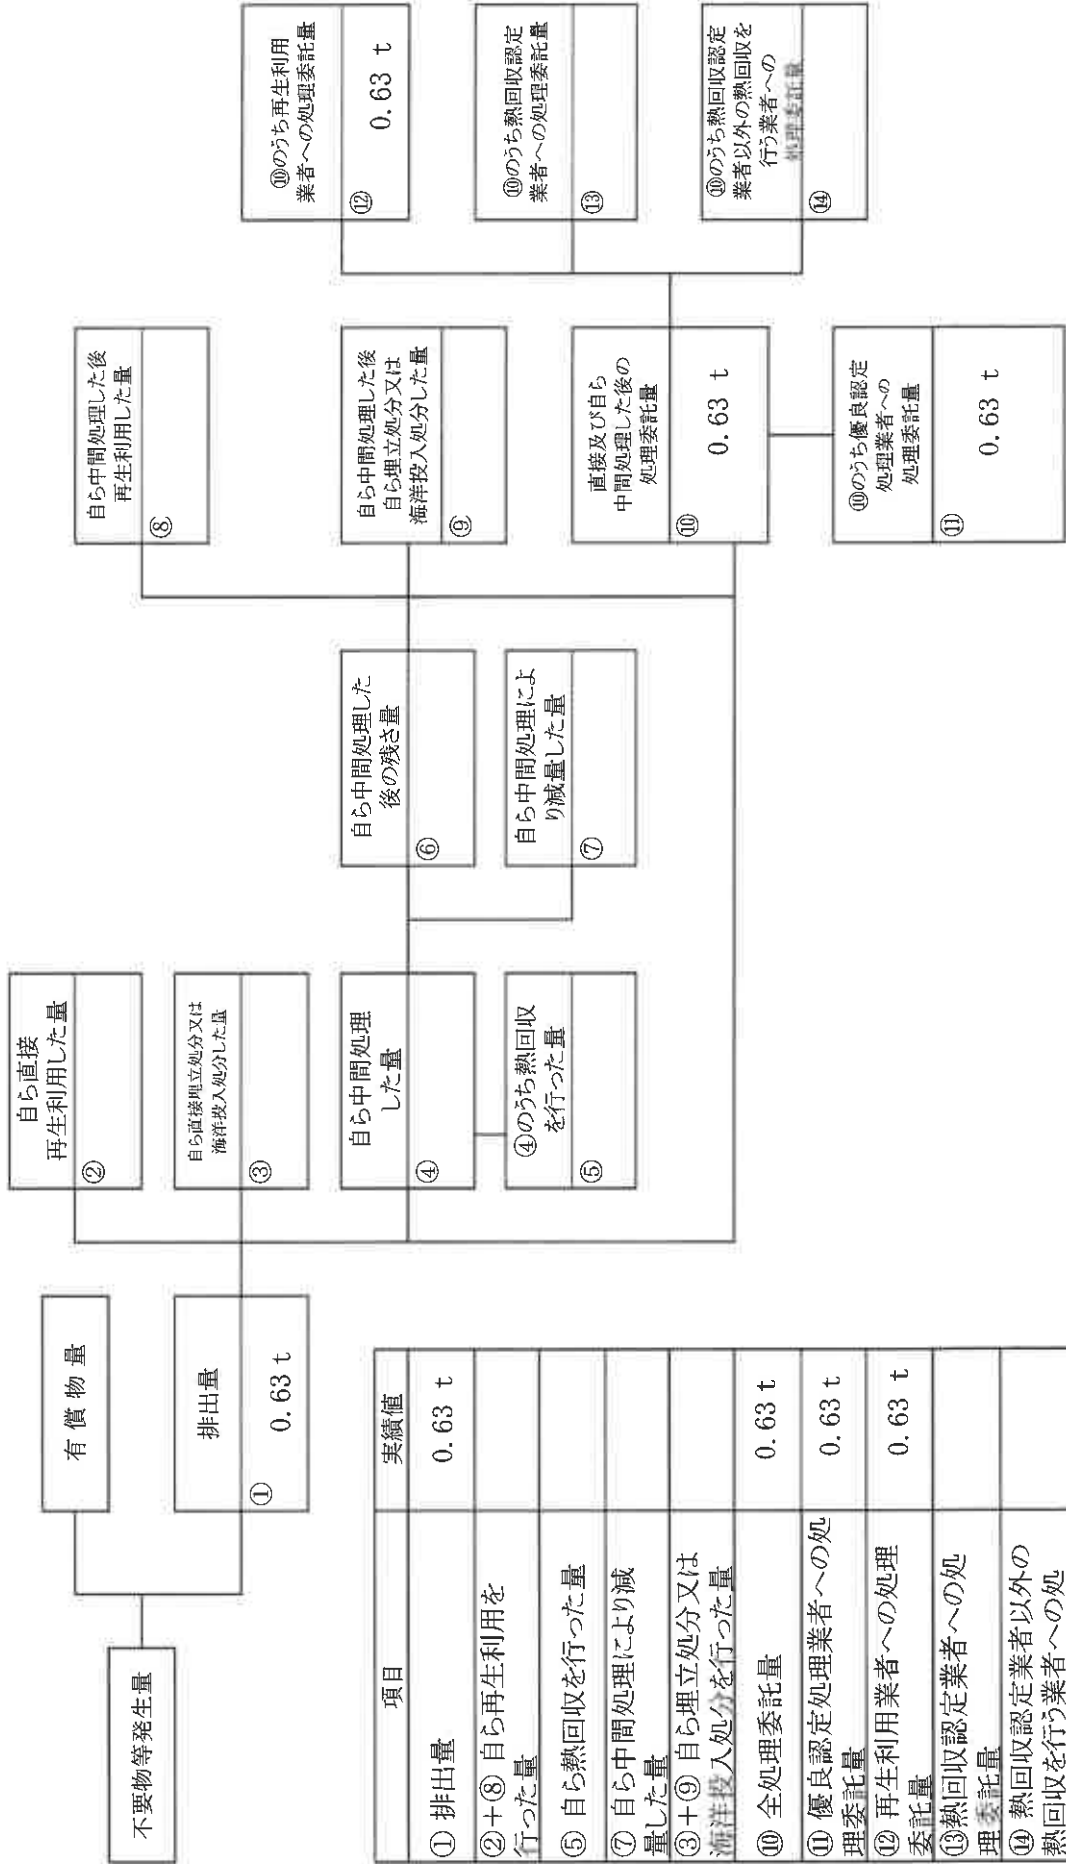 不要物等発生量
有償物量
排出量
①
0.63 t
自ら直接
再生利用した量
②
自ら直接埋立処分又は
海洋投入処分した量
③
自ら中間処理
した量
④
④のうち熱回収
を行った量
⑤
自ら中間処理した
後の残さ量
⑥
自ら中間処理によ
り減量した量
⑦
自ら中間処理した後
再生利用した量
⑧
自ら中間処理した後
自ら埋立処分又は
海洋投入処分した量
⑨
直接及び自ら
中間処理した後の
処理委託量
⑩
0.63 t
⑩のうち優良認定
処理業者への
処理委託量
⑪
0.63 t
⑩のうち再生利用
業者への処理委託量
⑫
0.63 t
⑩のうち熱回収認定
業者への処理委託量
⑬
⑩のうち熱回収認定
業者以外の熱回収を
行う業者への
処理委託量
⑭
項目 実績値
①排出量 0.63 t
②+⑧ 自ら再生利用を
行った量
⑤ 自ら熱回収を行った量
⑦ 自ら中間処理により減
量した量
③+⑨ 自ら埋立処分又は
海洋投入処分を行った量
⑩ 全処理委託量 0.63 t
⑪ 優良認定処理業者への処
理委託量 0.63 t
⑫ 再生利用業者への処理
委託量 0.63 t
⑬熱回収認定業者への処
理委託量
⑭ 熱回収認定業者以外の
熱回収を行う業者への処